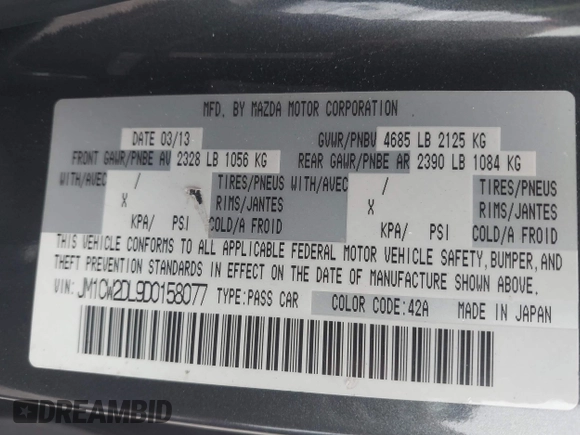 MFD. BY MAZDA MOTOR CORPORATION
DATE 03/13 GVWR/PNBV 4685 LB 2125 KG
FRONT GAWR/PNBE AV 2328 LB 1056 KG REAR GAWR/PNBE AR 2390 LB 1084 KG
WITH/AVEC / TIRES/PNEUS WITH/AVEC / TIRES/PNEUS
X RIMS/JANTES X RIMS/JANTES
KPA/ PSI COLD/A FROID KPA/ PSI COLD/A FROID
THIS VEHICLE CONFORMS TO ALL APPLICABLE FEDERAL MOTOR VEHICLE SAFETY, BUMPER, AND
THEFT PREVENTION STANDARDS IN EFFECT ON THE DATE OF MANUFACTURE SHOWN ABOVE.
VIN: JM1CW2DL9D0158077 TYPE:PASS CAR COLOR CODE:42A MADE IN JAPAN
DREAMBID